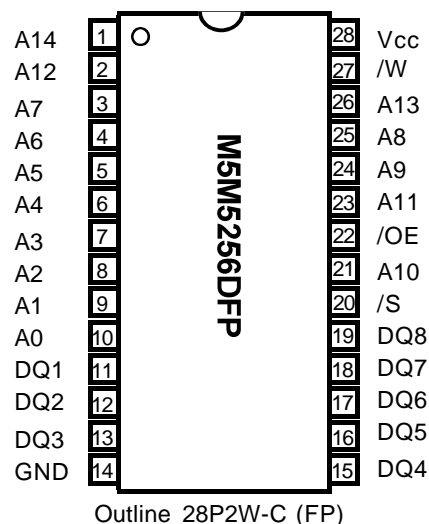 A14 1 28 Vcc
A12 2 27 /W
A7 3 26 A13
A6 4 25 A8
A5 5 24 A9
A4 6 23 A11
A3 7 22 /OE
A2 8 21 A10
A1 9 20 /S
A0 10 19 DQ8
DQ1 11 18 DQ7
DQ2 12 17 DQ6
DQ3 13 16 DQ5
GND 14 15 DQ4
M5M5256DFP
Outline 28P2W-C (FP)